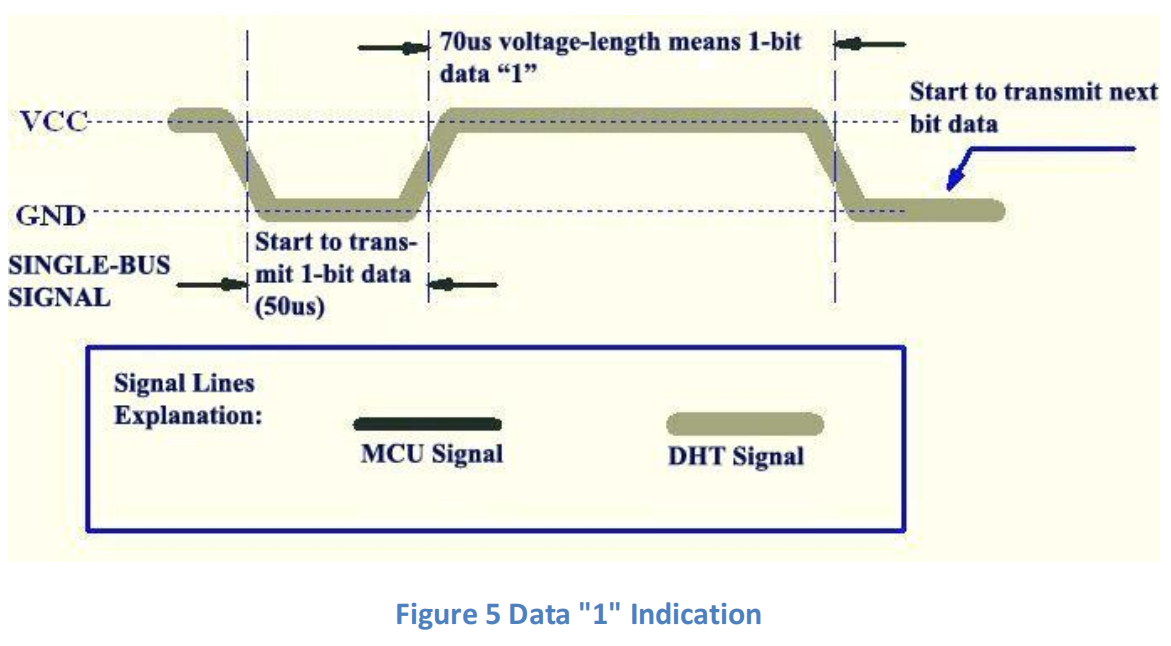 70us voltage-length means 1-bit
data “1”
Start to transmit next
bit data
VCC
GND
Start to trans-
mit 1-bit data
(50us)
SINGLE-BUS
SIGNAL
Signal Lines
Explanation:
MCU Signal
DHT Signal
Figure 5 Data "1" Indication